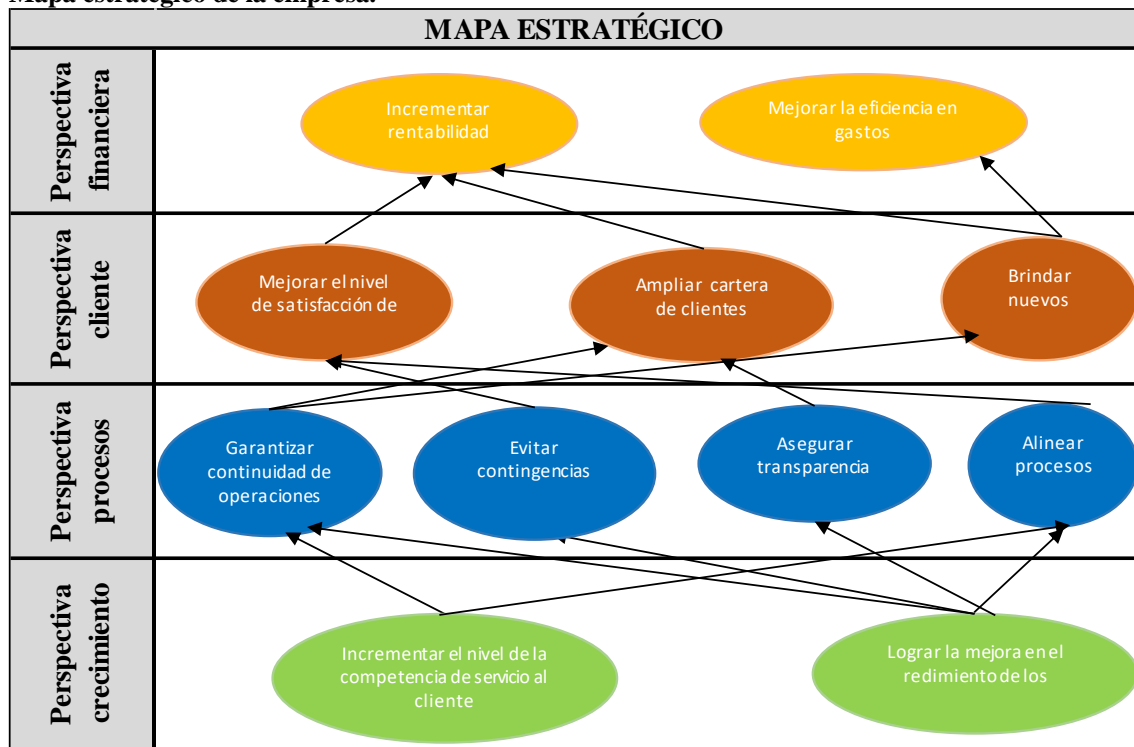 Mapa estratégico de la empresa.
MAPA ESTRATÉGICO
Perspectiva
financiera
Incrementar
rentabilidad
Mejorar la eficiencia en
gastos
Perspectiva
cliente
Mejorar el nivel
de satisfacción de
Ampliar cartera
de clientes
Brindar
nuevos
Perspectiva
procesos
Garantizar
continuidad de
operaciones
Evitar
contingencias
Asegurar
transparencia
Alinear
procesos
Perspectiva
crecimiento
Incrementar el nivel de la
competencia de servicio al
cliente
Lograr la mejora en el
redimiento de los